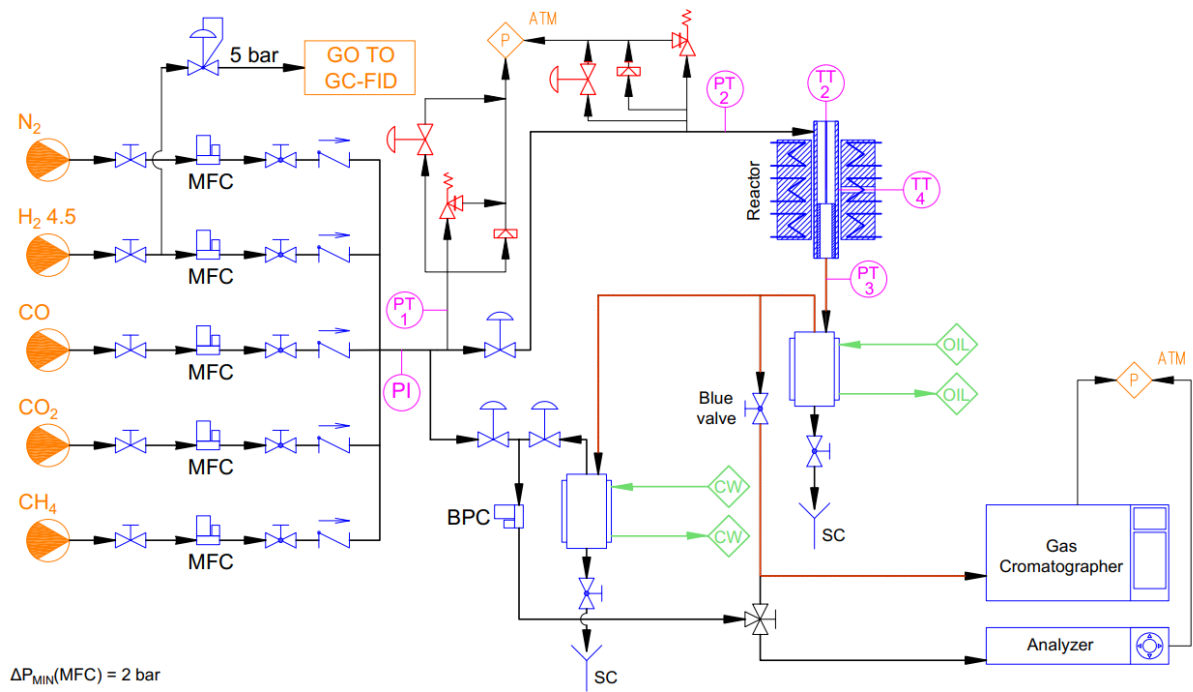 ATM
P
5 bar
GO TO
GC-FID
PT
2
TT
2
N2
MFC
Reactor
TT
4
H2 4.5
MFC
PT
3
CO
PT
1
MFC
PI
OIL
OIL
ATM
P
Blue
valve
CO2
MFC
CW
BPC
CW
SC
CH4
MFC
Gas
Cromatographer
Analyzer
SC
ΔPMIN(MFC) = 2 bar